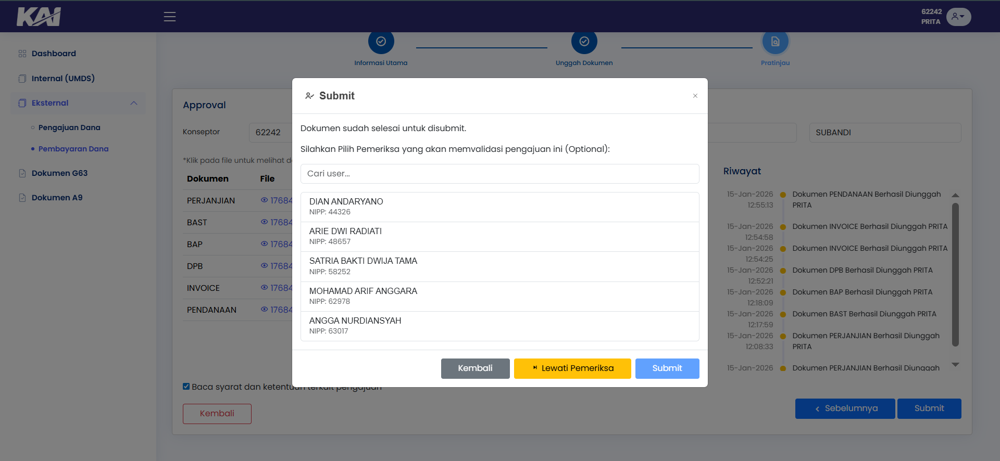 KAI
62242
PRITA
Dashboard
Internal (UMDS)
Eksternal
Pengajuan Dana
Pembayaran Dana
Dokumen G63
Dokumen A9
Informasi Utama
Unggah Dokumen
Pratinjau
Approval
Konseptor
62242
SUBANDI
*Klik pada file untuk melihat
Dokumen File
PERJANJIAN 17684
BAST 17684
BAP 17684
DPB 17684
INVOICE 17684
PENDANAAN 17684
Submit
×
Dokumen sudah selesai untuk disubmit.
Silahkan Pilih Pemeriksa yang akan memvalidasi pengajuan ini (Optional):
Cari user...
DIAN ANDARYANO
NIPP: 44326
ARIE DWI RADIATI
NIPP: 48657
SATRIA BAKTI DWIJA TAMA
NIPP: 58252
MOHAMAD ARIF ANGGARA
NIPP: 62978
ANGGA NURDIANSYAH
NIPP: 63017
Kembali
Lewati Pemeriksa
Submit
Riwayat
15-Jan-2026 Dokumen PENDANAAN Berhasil Diunggah
12:55:13 PRITA
15-Jan-2026 Dokumen INVOICE Berhasil Diunggah PRITA
12:54:58
15-Jan-2026 Dokumen INVOICE Berhasil Diunggah PRITA
12:54:25
15-Jan-2026 Dokumen DPB Berhasil Diunggah PRITA
12:52:21
15-Jan-2026 Dokumen BAP Berhasil Diunggah PRITA
12:18:09
15-Jan-2026 Dokumen BAST Berhasil Diunggah PRITA
12:17:59
15-Jan-2026 Dokumen PERJANJIAN Berhasil Diunggah
12:08:33 PRITA
15-Jan-2026 Dokumen PERJANJIAN Berhasil Diunggah
Baca syarat dan ketentuan terkait pengajuan
Kembali
Sebelumnya
Submit